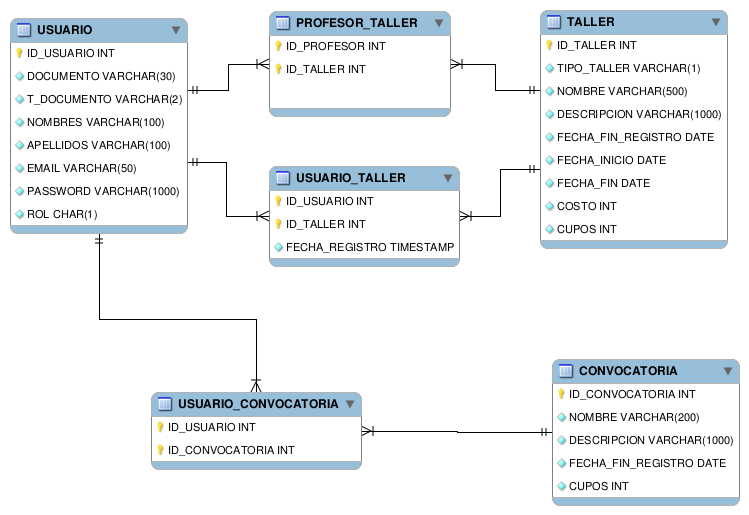 USUARIO
ID_USUARIO INT
DOCUMENTO VARCHAR(30)
T_DOCUMENTO VARCHAR(2)
NOMBRES VARCHAR(100)
APELLIDOS VARCHAR(100)
EMAIL VARCHAR(50)
PASSWORD VARCHAR(1000)
ROL CHAR(1)
PROFESOR_TALLER
ID_PROFESOR INT
ID_TALLER INT
TALLER
ID_TALLER INT
TIPO_TALLER VARCHAR(1)
NOMBRE VARCHAR(500)
DESCRIPCION VARCHAR(1000)
FECHA_FIN_REGISTRO DATE
FECHA_INICIO DATE
FECHA_FIN DATE
COSTO INT
CUPOS INT
USUARIO_TALLER
ID_USUARIO INT
ID_TALLER INT
FECHA_REGISTRO TIMESTAMP
USUARIO_CONVOCATORIA
ID_USUARIO INT
ID_CONVOCATORIA INT
CONVOCATORIA
ID_CONVOCATORIA INT
NOMBRE VARCHAR(200)
DESCRIPCION VARCHAR(1000)
FECHA_FIN_REGISTRO DATE
CUPOS INT